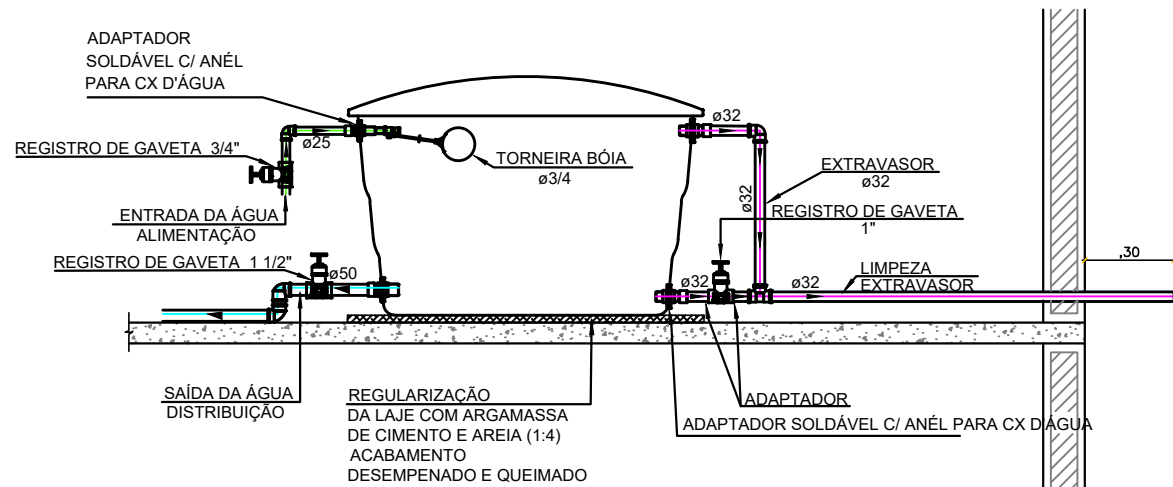 ADAPTADOR
SOLDÁVEL C/ ANÉL
PARA CX D'ÁGUA
ø25
REGISTRO DE GAVETA 3/4"
TORNEIRA BÓIA
ø3/4
ENTRADA DA ÁGUA
ALIMENTAÇÃO
REGISTRO DE GAVETA 1 1/2"
ø50
SAÍDA DA ÁGUA
DISTRIBUIÇÃO
REGULARIZAÇÃO
DA LAJE COM ARGAMASSA
DE CIMENTO E AREIA (1:4)
ACABAMENTO
DESEMPENADO E QUEIMADO
ø32
EXTRAVASOR
ø32
ø32
REGISTRO DE GAVETA
1"
LIMPEZA
EXTRAVASOR
ø32
ø32
,30
ADAPTADOR
ADAPTADOR SOLDÁVEL C/ ANÉL PARA CX D'ÁGUA